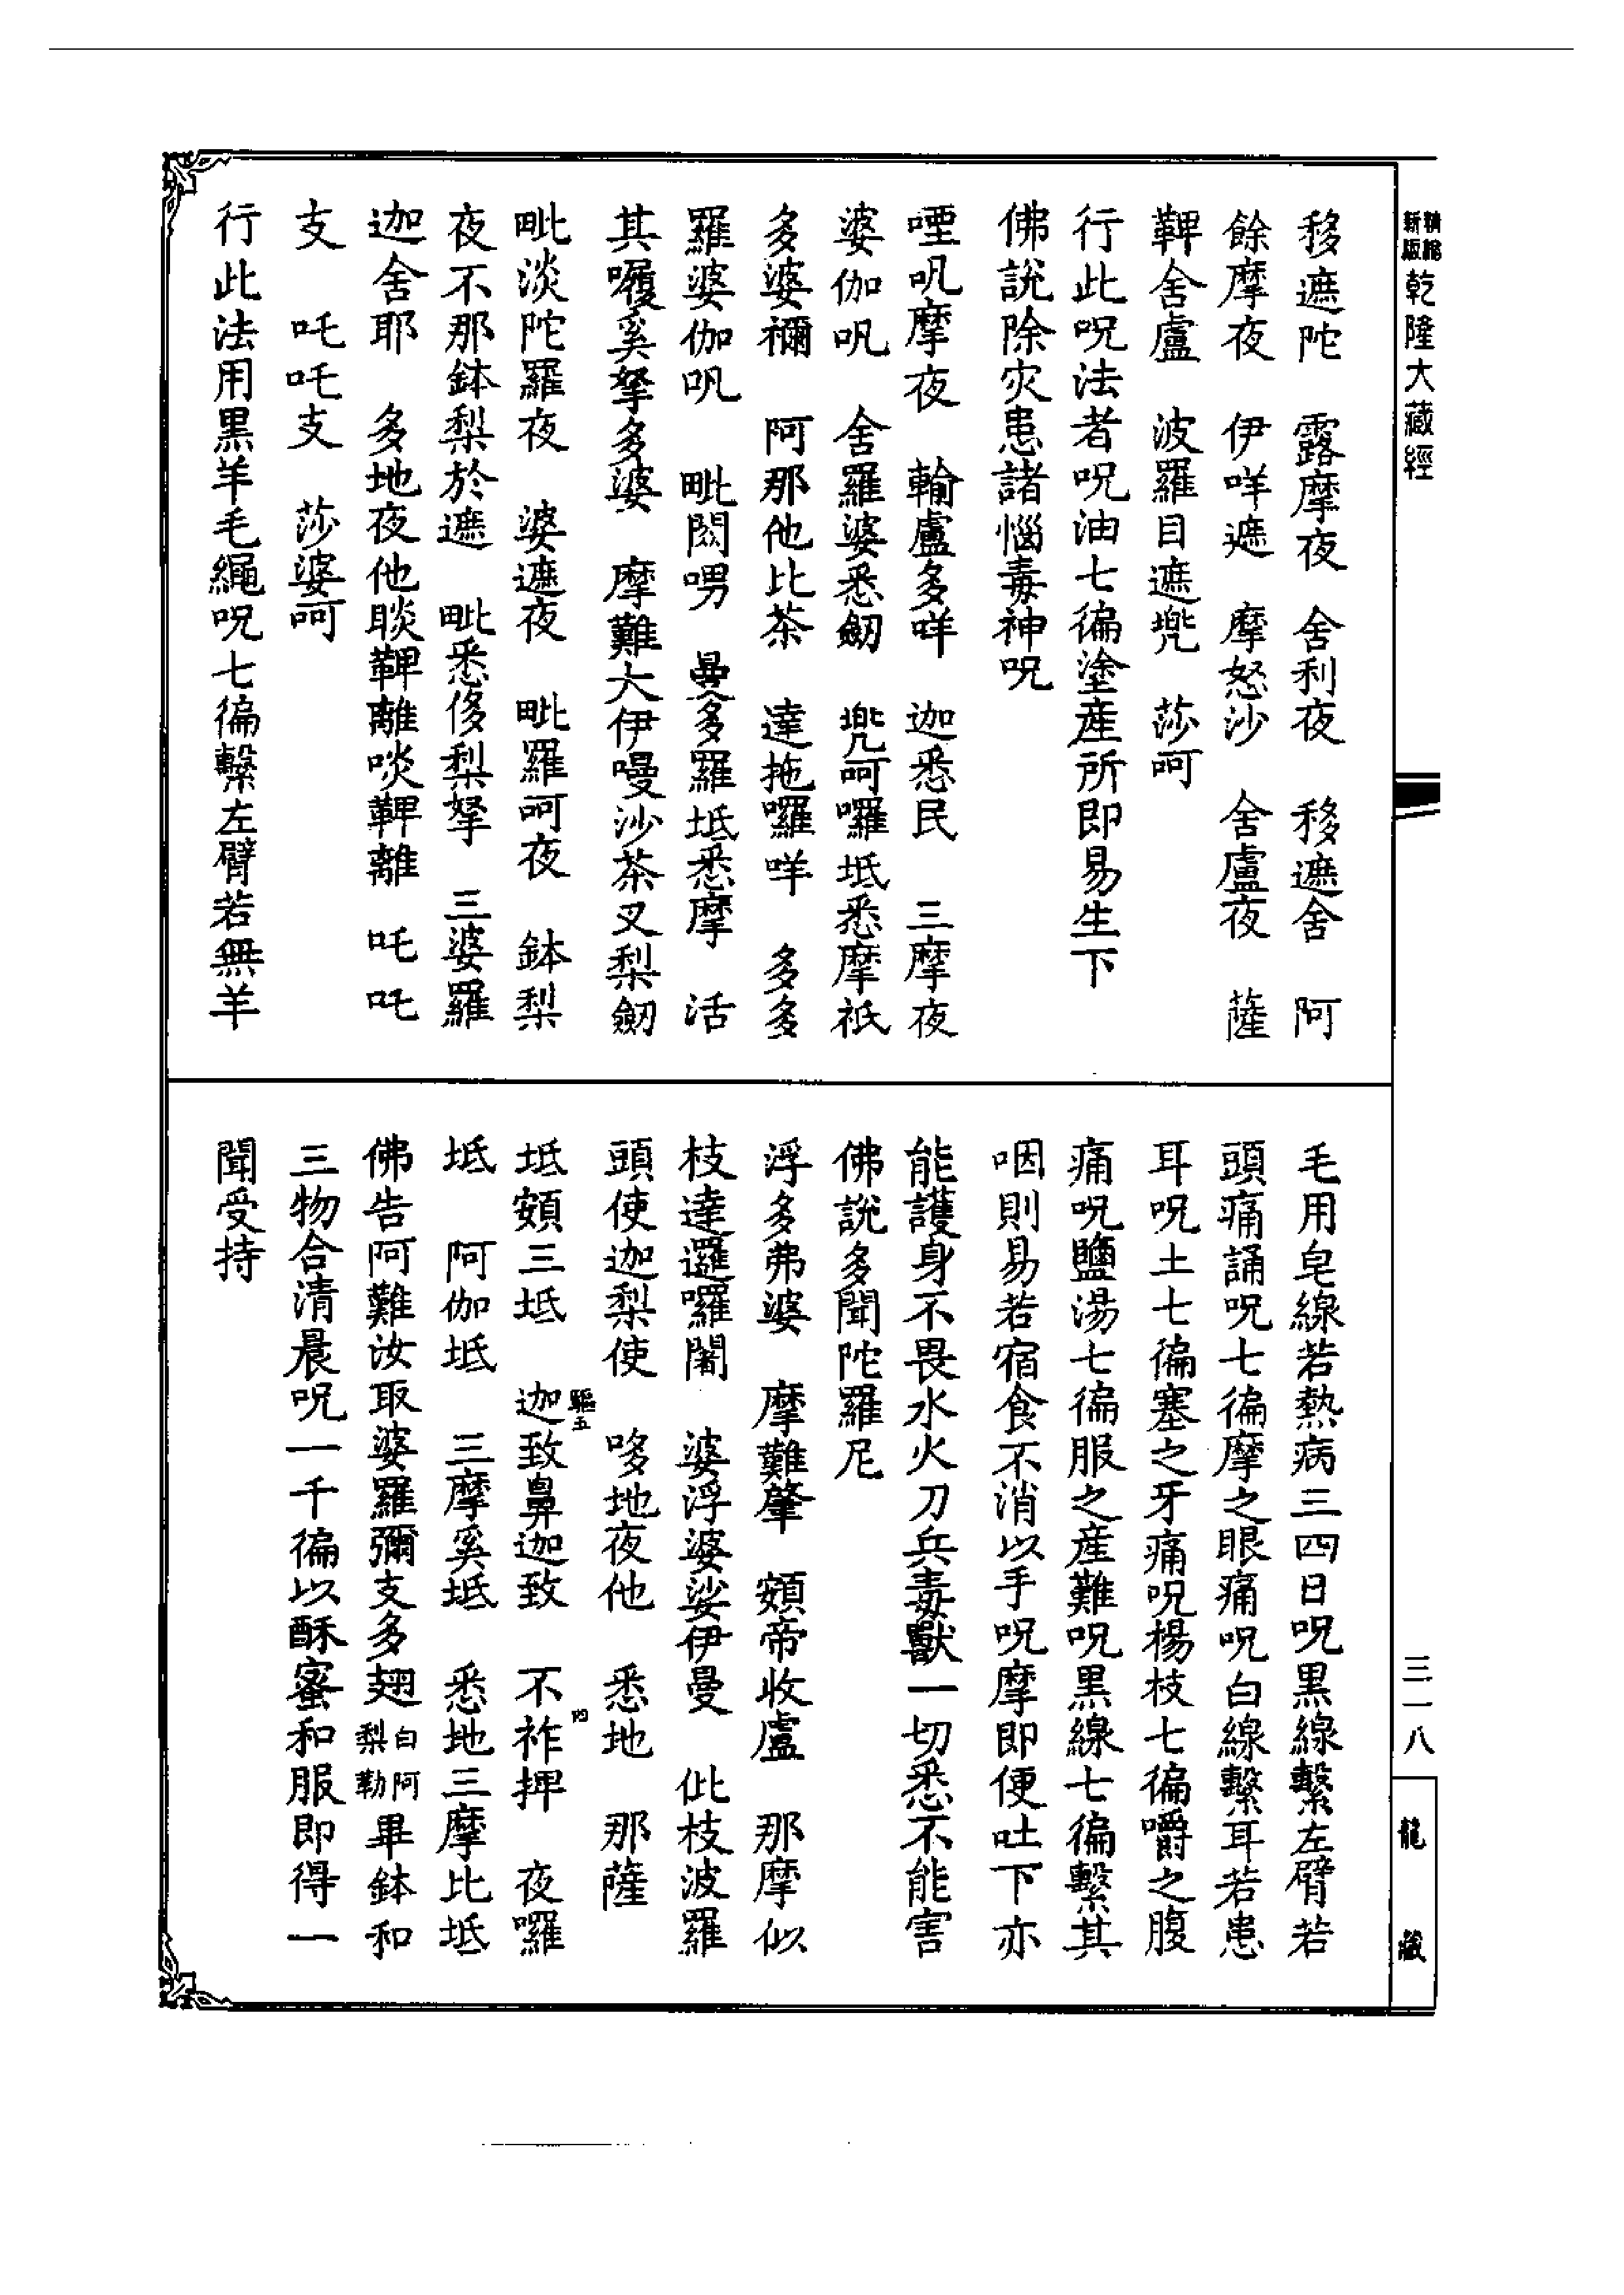 精縮
新版
乾隆大藏經
移遮陀　露摩夜　舍利夜　移遮舍　阿
餘摩夜　伊咩遮　摩怒沙　舍盧夜　薩
鞞舍盧　波羅目遮兜　莎呵
行此呪法者呪油七徧塗產所即易生下
佛說除灾患諸惱毒神呪
哩呎摩夜　輸盧多咩　迦悉民　三摩夜
婆伽呎　舍羅婆悉劒　兜呵囉坻悉摩祇
多婆禰　阿那他比茶　達拖囉咩　多多
羅婆伽呎　毗閦喟　曼多羅坻悉摩　活
其囑奚拏多婆　摩難大伊嘬沙茶叉梨劒
毗淡陀羅夜　婆遮夜　毗羅呵夜　鉢梨
夜不那鉢梨於遮　毗悉侈梨拏　三婆羅
迦舍耶　多地夜他睒鞞離啖鞞離　吒吒
支　吒吒支　莎婆呵
行此法用黑羊毛繩呪七徧繫左臂若無羊
毛用皂線若熱病三四日呪黑線繫左臂若
頭痛誦呪七徧摩之眼痛呪白線繫耳若患
耳呪土七徧塞之牙痛呪楊枝七徧嚼之腹
痛呪鹽湯七徧服之產難呪黑線七徧繫其
咽則易若宿食不消以手呪摩即便吐下亦
能護身不畏水火刀兵毒獸一切悉不能害
佛說多聞陀羅尼
浮多弗婆　摩難肇　頞帝收盧　那摩似
枝達邏囉闍　婆浮婆娑伊曼　佌枝波羅
頭使迦梨使　哆地夜他　悉地　那薩
坻頞三坻　迦致鼻迦致　不祚押　夜囉
坻　阿伽坻　三摩奚坻　悉地三摩比坻
佛告阿難汝取婆羅彌支多翅白阿梨勒畢鉢和
三物合清晨呪一千徧以酥蜜和服即得一
聞受持
三一八
龍藏